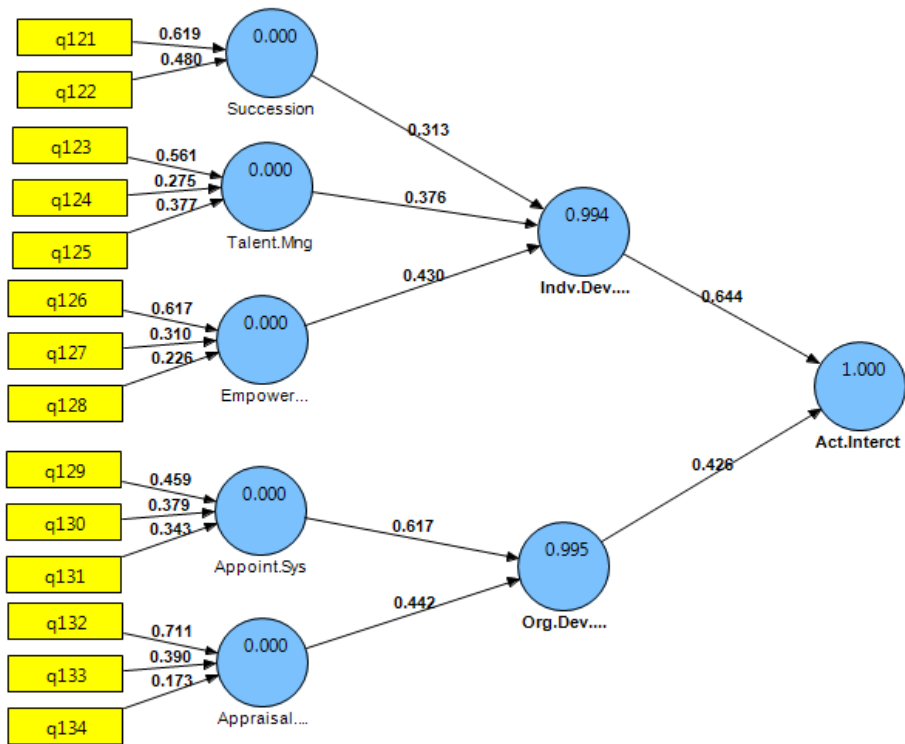 q121
0.619
0.480
q122
0.000
Succession
0.313
q123
0.561
q124
0.275
0.377
q125
0.000
Talent.Mng
0.376
0.994
Indv.Dev....
q126
0.617
q127
0.310
0.226
q128
0.000
Empower...
0.430
0.644
1.000
Act.Interct
q129
0.459
q130
0.379
0.343
q131
0.000
Appoint.Sys
0.617
0.426
0.995
Org.Dev....
q132
0.711
q133
0.390
0.173
q134
0.000
Appraisal....
0.442